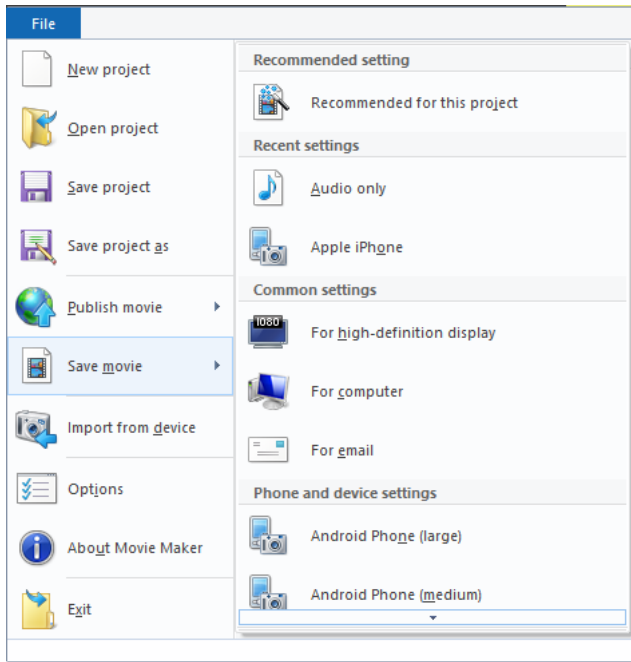 File
New project
Open project
Save project
Save project as
Publish movie
Save movie
Import from device
Options
About Movie Maker
Exit
Recommended setting
Recommended for this project
Recent settings
Audio only
Apple iPhone
Common settings
1080
For high-definition display
For computer
For email
Phone and device settings
Android Phone (large)
Android Phone (medium)